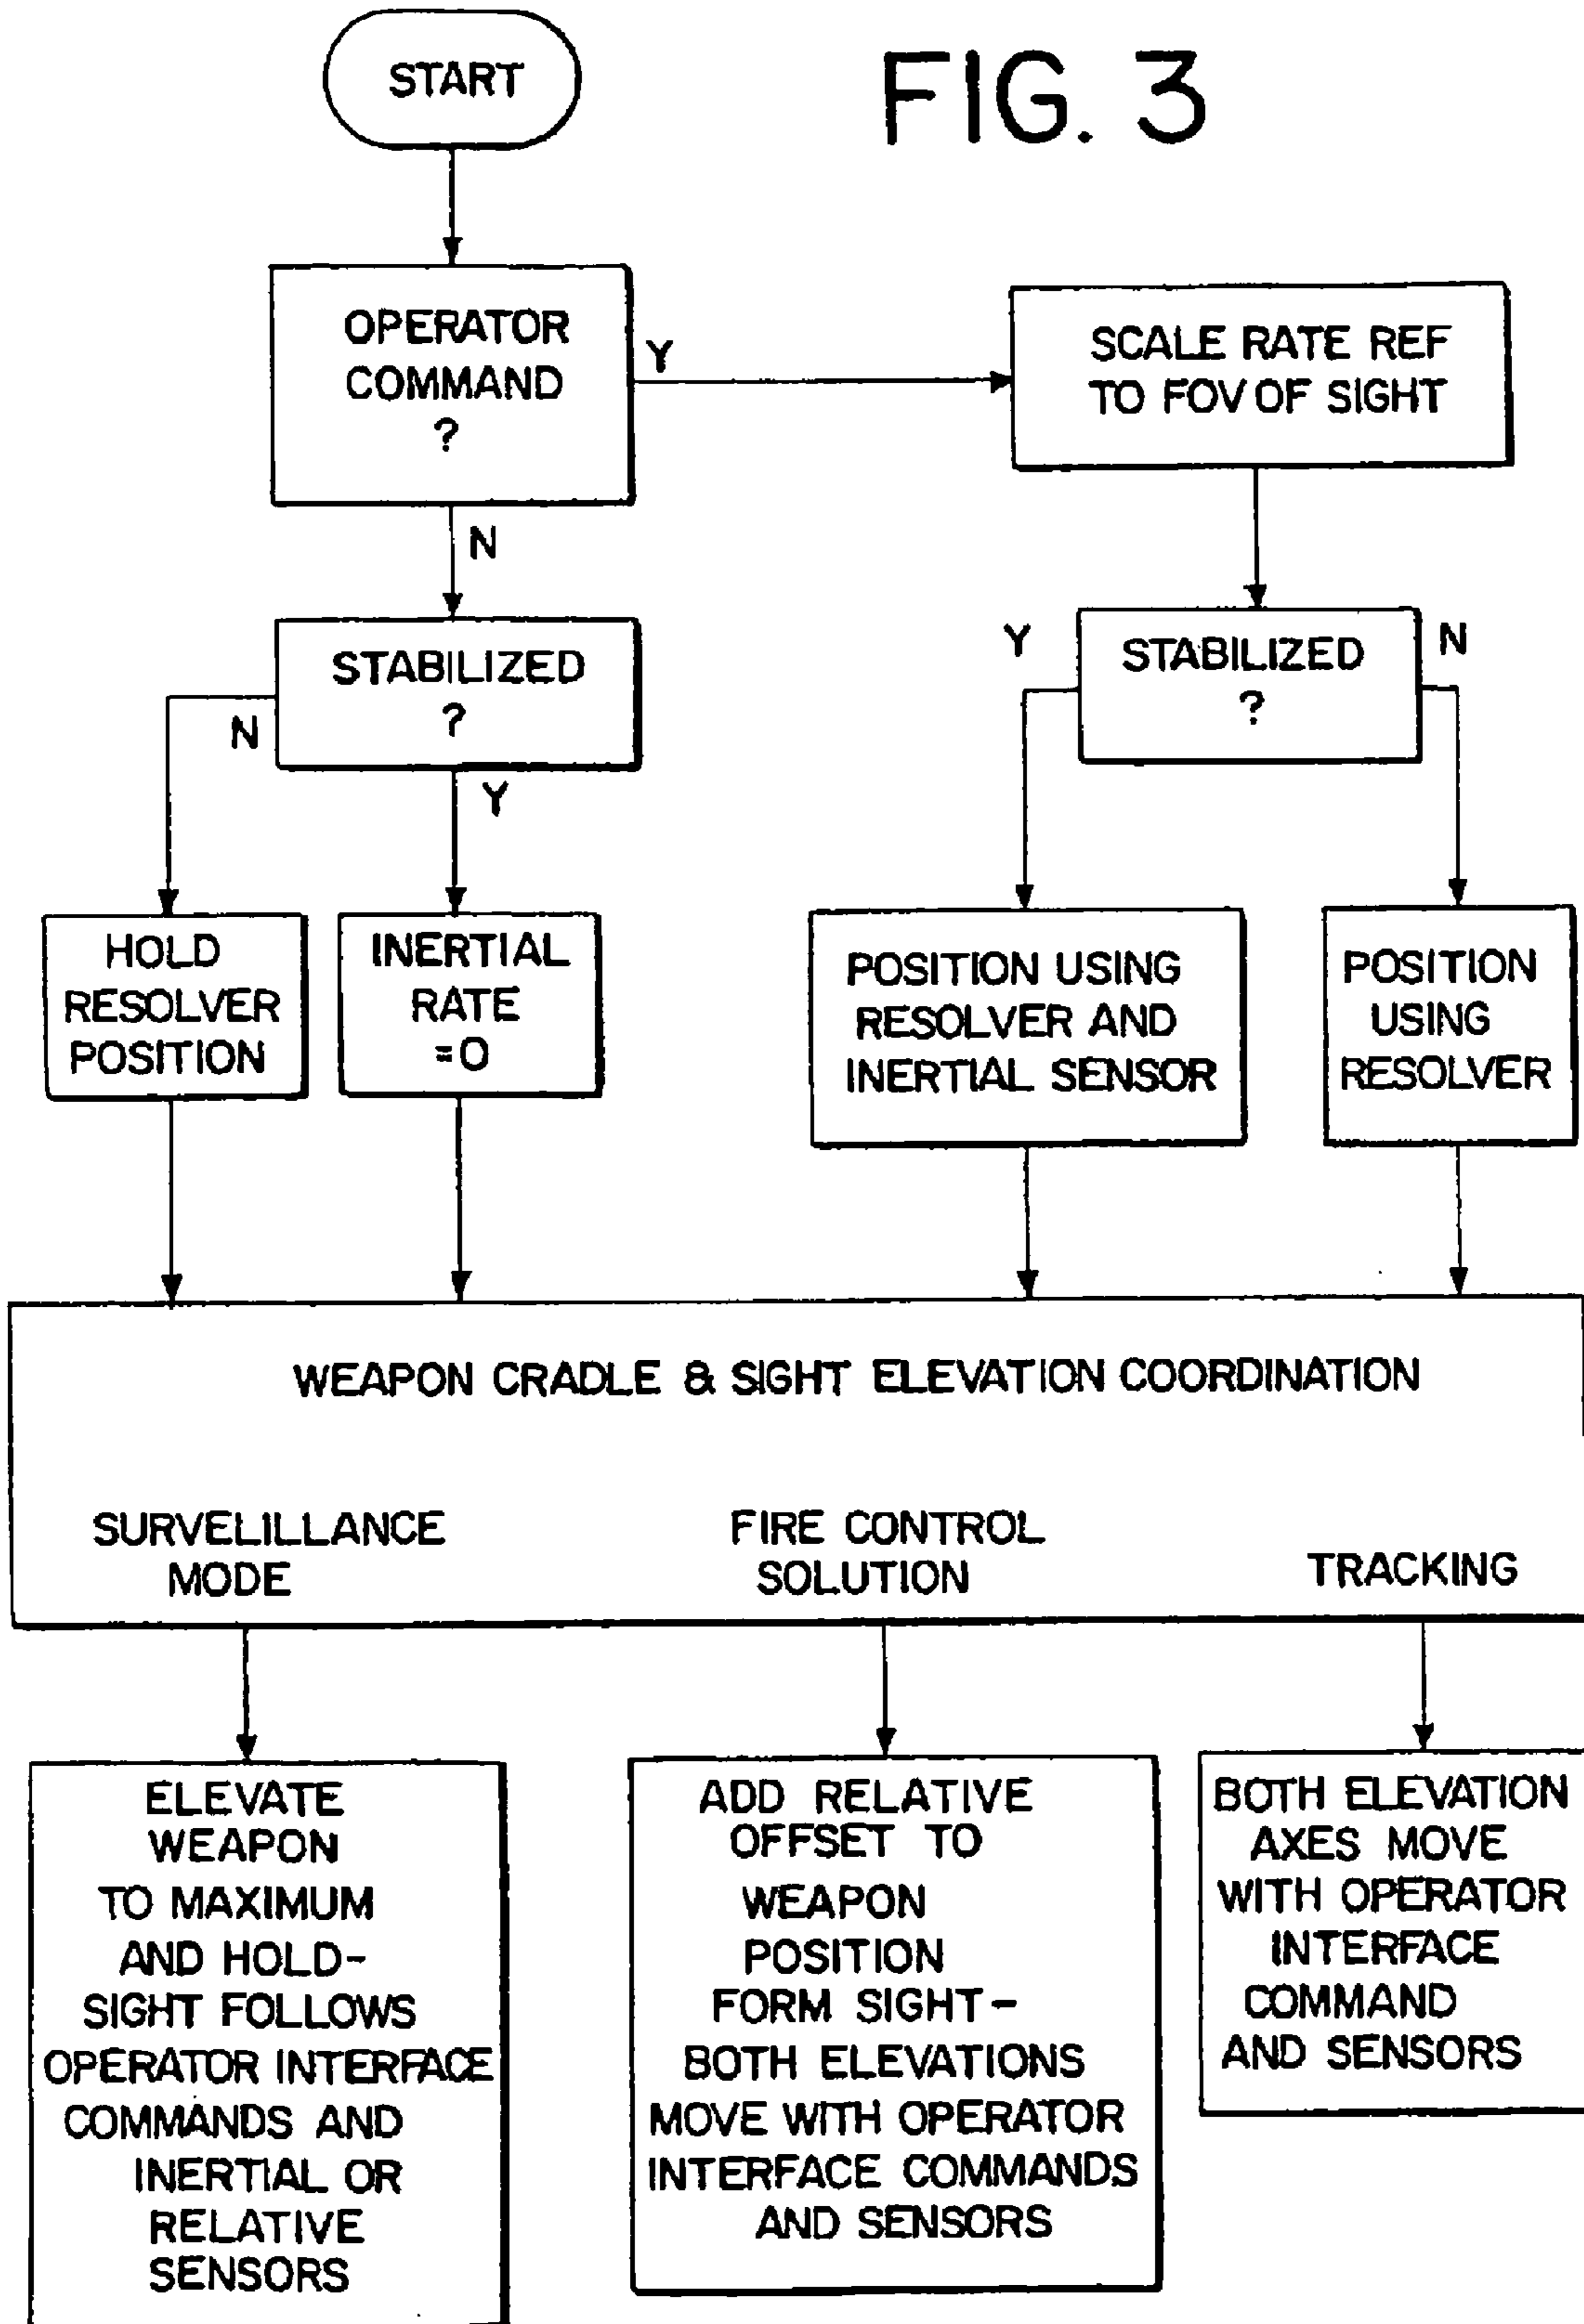 START
FIG. 3
OPERATOR
COMMAND
?
Y
SCALE RATE REF
TO FOV OF SIGHT
N
STABILIZED
?
N
Y
Y
STABILIZED
?
N
HOLD
RESOLVER
POSITION
INERTIAL
RATE
=0
POSITION USING
RESOLVER AND
INERTIAL SENSOR
POSITION
USING
RESOLVER
WEAPON CRADLE & SIGHT ELEVATION COORDINATION
SURVELILLANCE
MODE
FIRE CONTROL
SOLUTION
TRACKING
ELEVATE
WEAPON
TO MAXIMUM
AND HOLD-
SIGHT FOLLOWS
OPERATOR INTERFACE
COMMANDS AND
INERTIAL OR
RELATIVE
SENSORS
ADD RELATIVE
OFFSET TO
WEAPON
POSITION
FORM SIGHT-
BOTH ELEVATIONS
MOVE WITH OPERATOR
INTERFACE COMMANDS
AND SENSORS
BOTH ELEVATION
AXES MOVE
WITH OPERATOR
INTERFACE
COMMAND
AND SENSORS